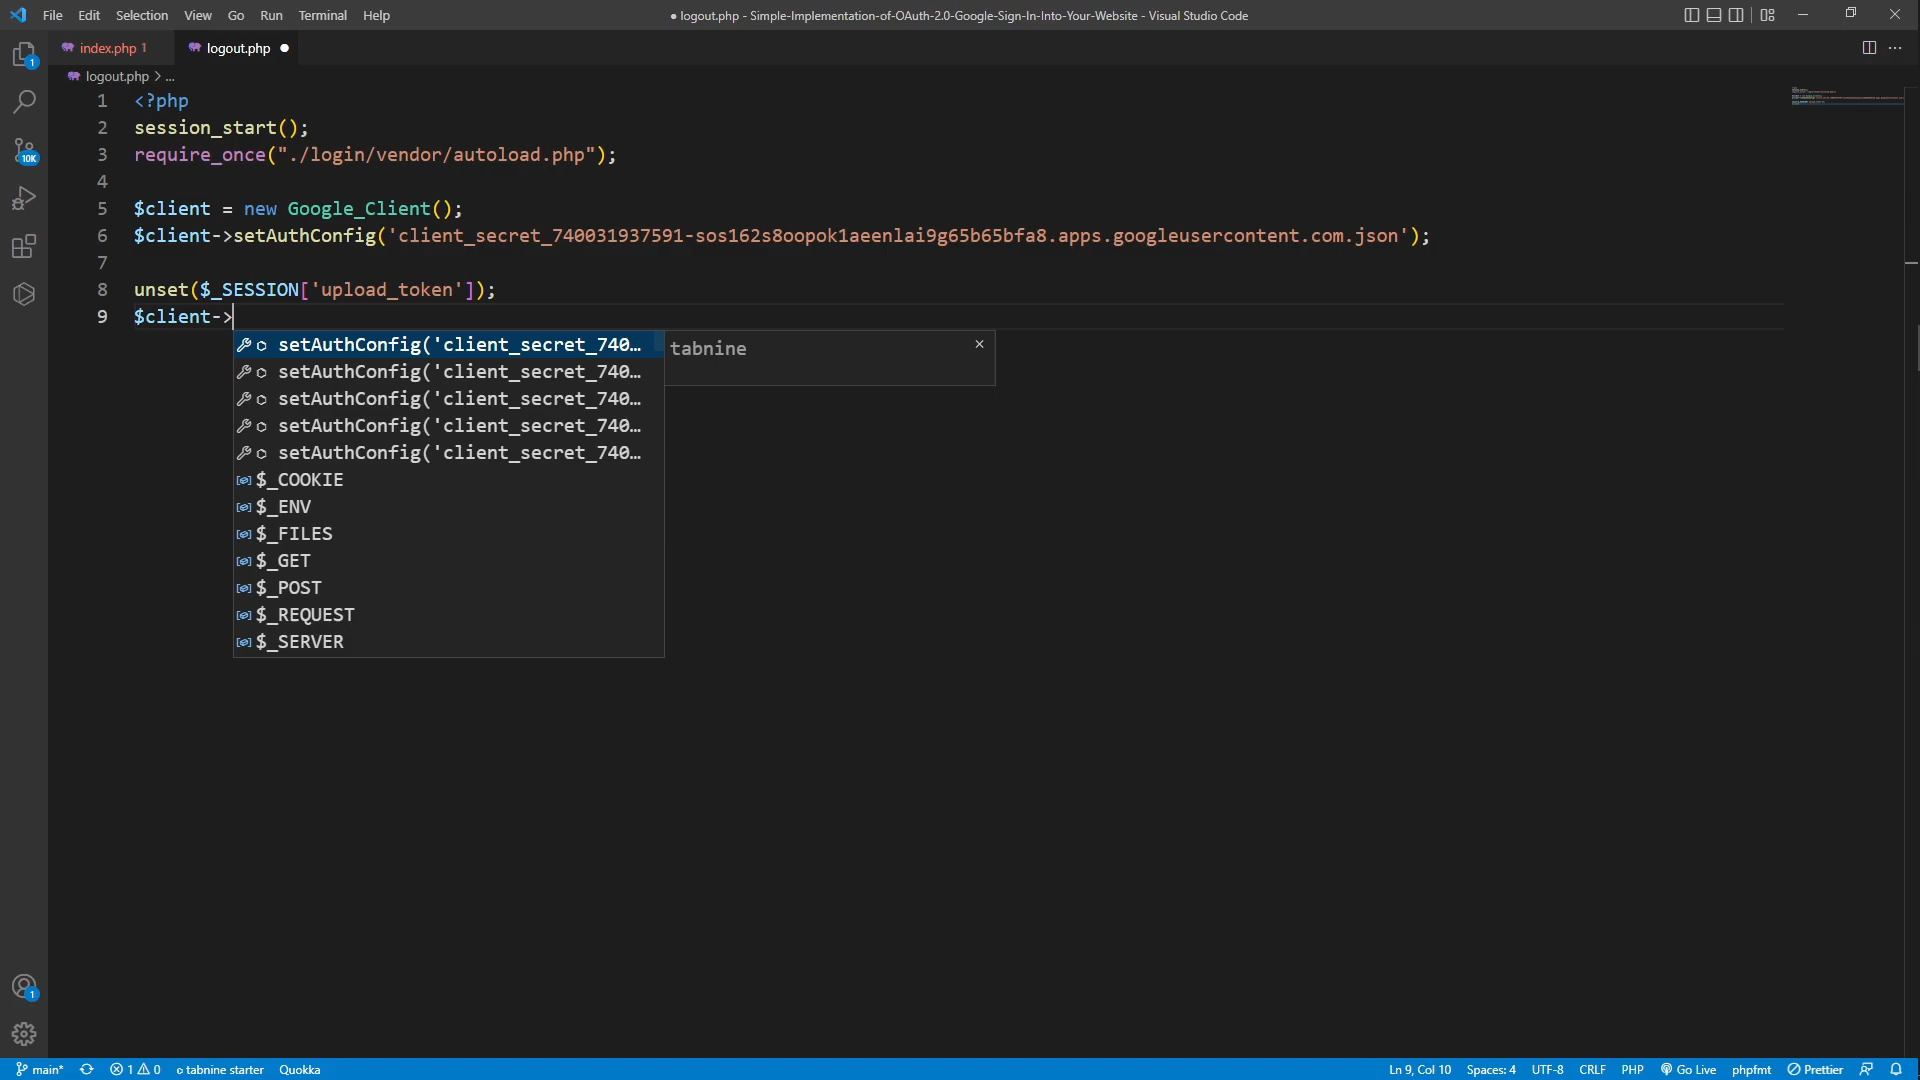 File Edit Selection View Go Run Terminal Help
● logout.php - Simple-Implementation-of-OAuth-2.0-Google-Sign-In-Into-Your-Website - Visual Studio Code
index.php 1
logout.php ●
logout.php > ...
1 <?php
2 session_start();
3 require_once("./login/vendor/autoload.php");
4
5 $client = new Google_Client();
6 $client->setAuthConfig('client_secret_740031937591-sos162s8oopok1aeenlai9g65b65bfa8.apps.googleusercontent.com.json');
7
8 unset($_SESSION['upload_token']);
9 $client->
setAuthConfig('client_secret_740…
tabnine ×
setAuthConfig('client_secret_740…
setAuthConfig('client_secret_740…
setAuthConfig('client_secret_740…
setAuthConfig('client_secret_740…
$_COOKIE
$_ENV
$_FILES
$_GET
$_POST
$_REQUEST
$_SERVER
1
10K
1
main* 1 0 tabnine starter Quokka
Ln 9, Col 10 Spaces: 4 UTF-8 CRLF PHP Go Live phpfmt Prettier